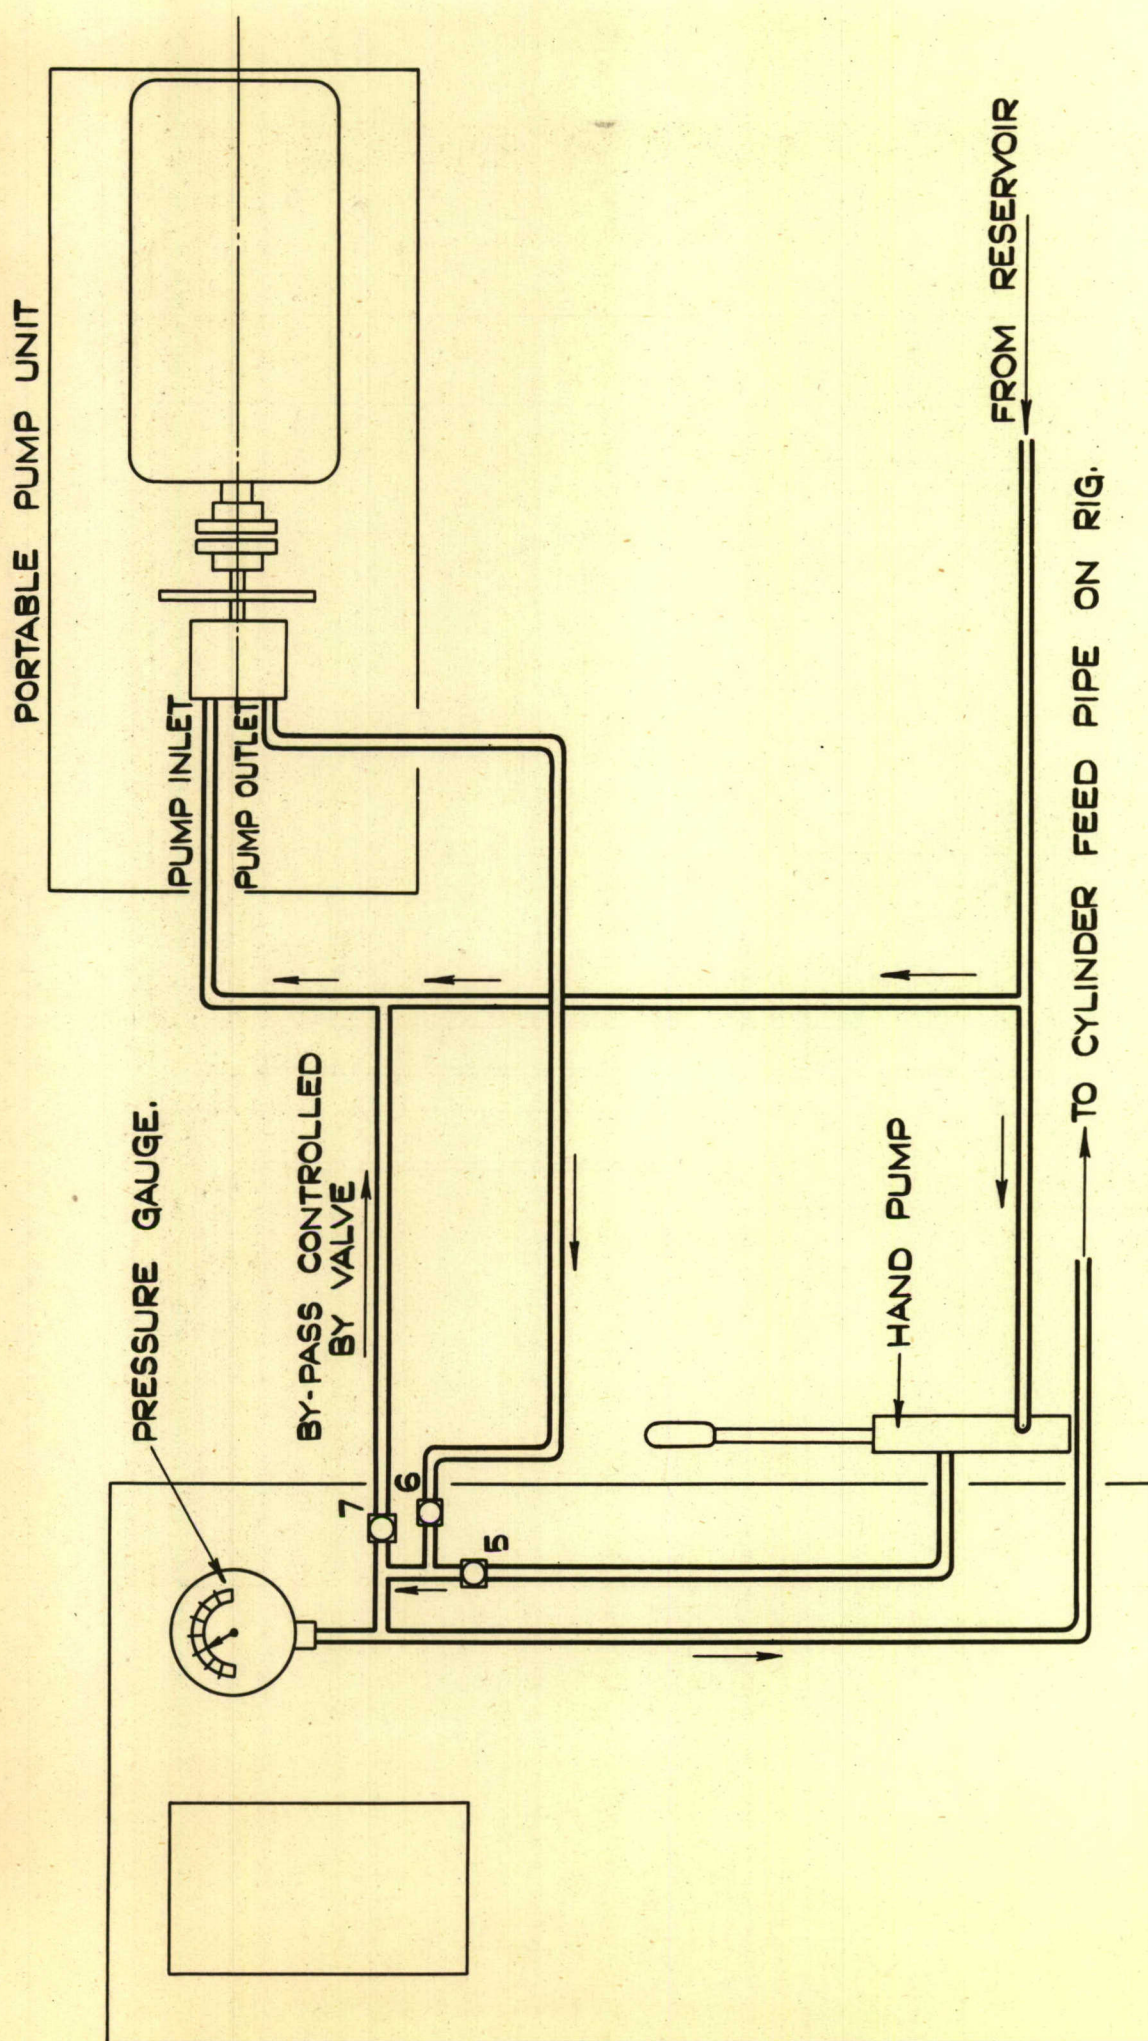 PORTABLE PUMP UNIT
PUMP INLET
PUMP OUTLET
PRESSURE GAUGE.
BY-PASS CONTROLLED
BY VALVE
7
6
5
HAND PUMP
FROM RESERVOIR
TO CYLINDER FEED PIPE ON RIG.